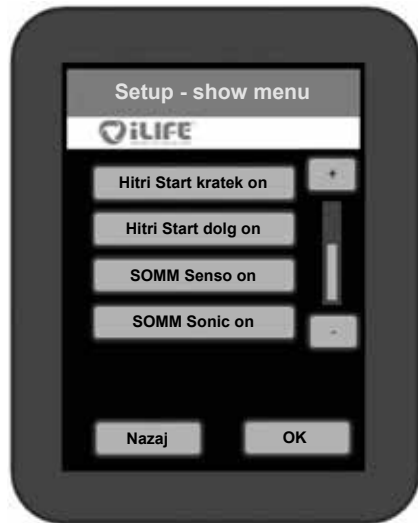 Setup - show menu
iLIFE
Hitri Start kratek on
+
Hitri Start dolg on
SOMM Senso on
SOMM Sonic on
-
Nazaj
OK